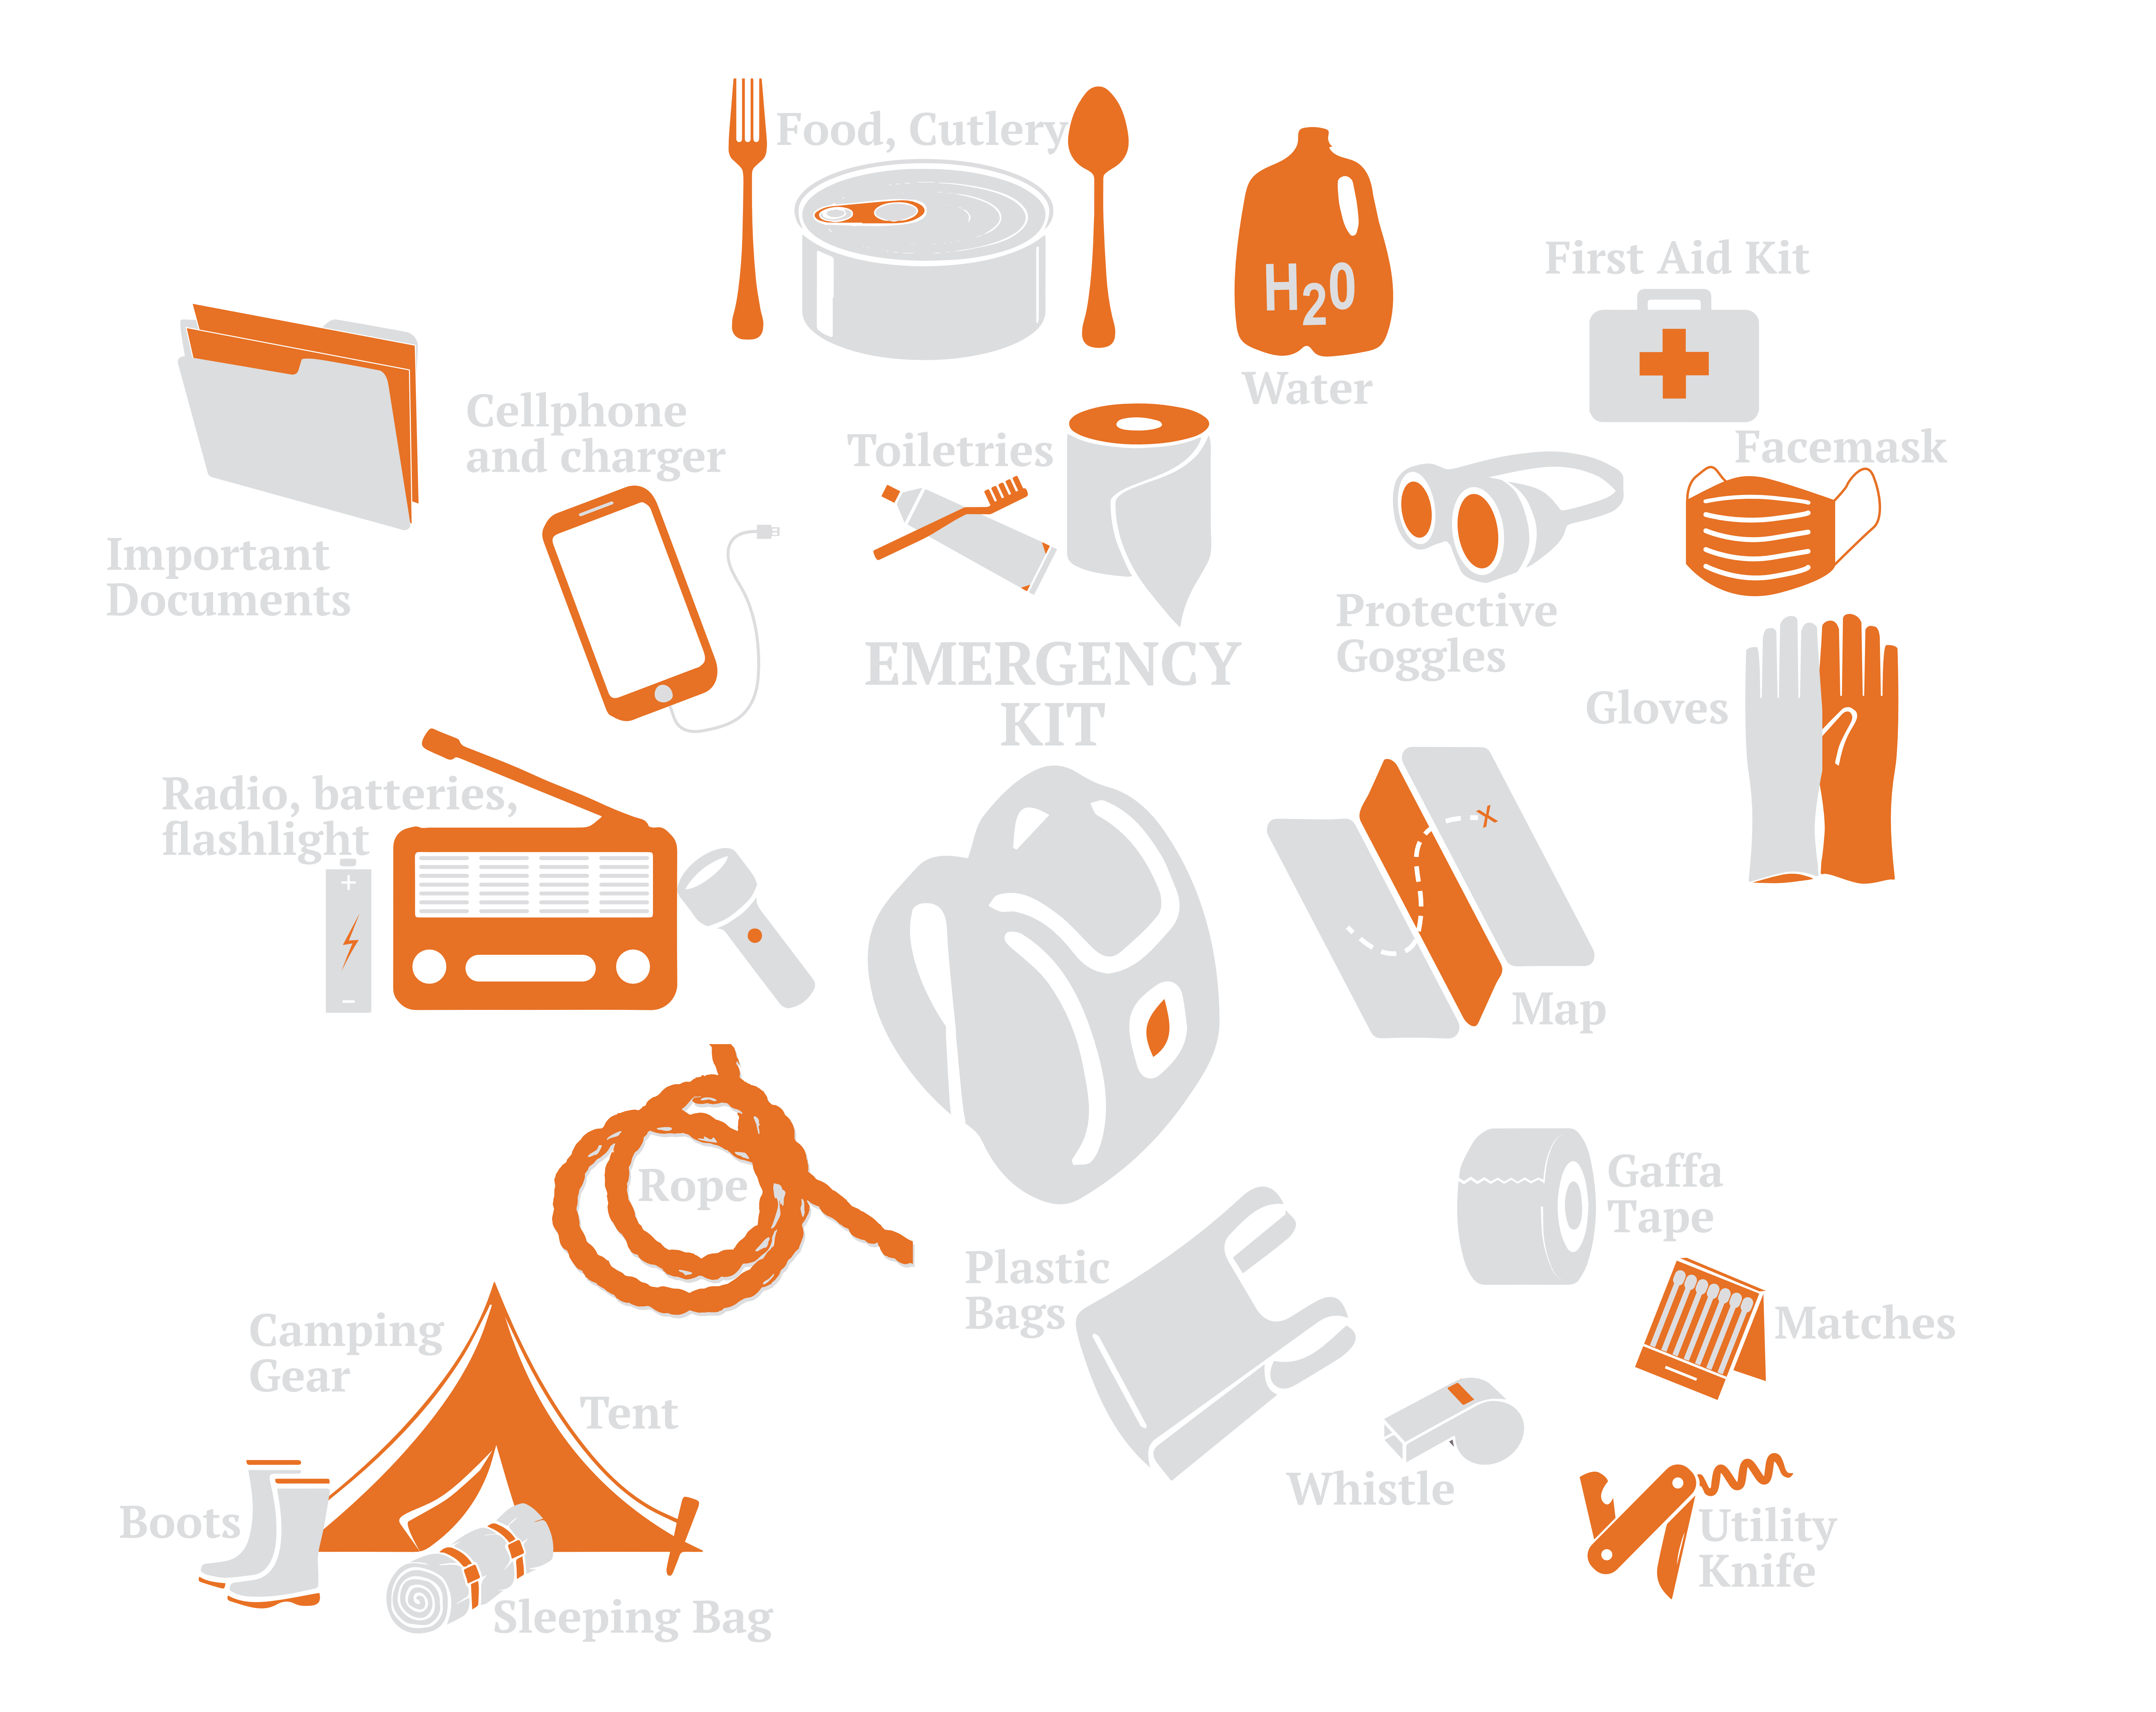 Food, Cutlery
H2O
Water
First Aid Kit
Cellphone
and charger
Toiletries
Facemask
Important
Documents
Protective
Goggles
EMERGENCY
KIT
Gloves
Radio, batteries,
flashlight
+
-
x
Map
Rope
Gaffa
Tape
Plastic
Bags
Matches
Camping
Gear
Tent
Whistle
Boots
Utility
Knife
Sleeping Bag